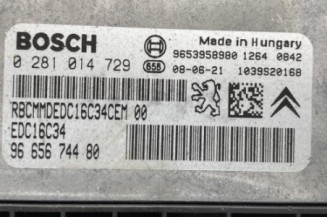 BOSCH
Made in Hungary
9653958980 1264 0842
0 281 014 729
658 08-06-21 1039S20168
RBCMMDEDC16C34CEM 00
EDC16C34
96 656 744 80